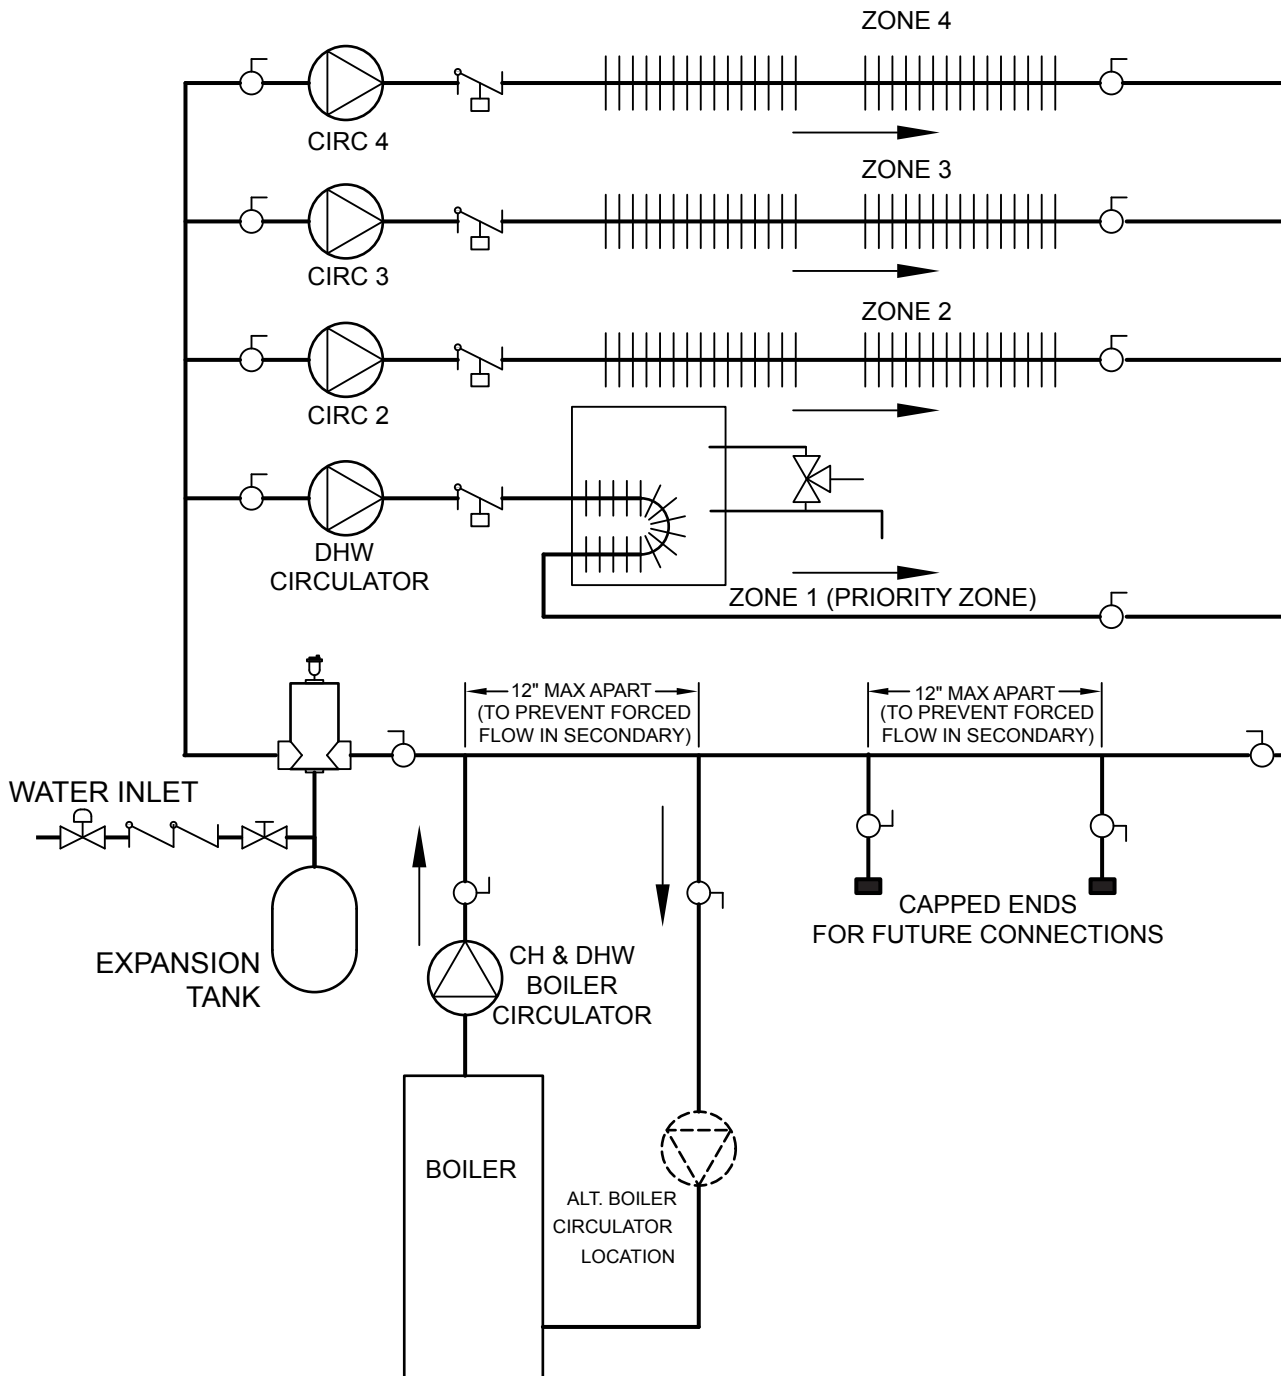 ZONE 4
CIRC 4
ZONE 3
CIRC 3
ZONE 2
CIRC 2
DHW
CIRCULATOR
ZONE 1 (PRIORITY ZONE)
12" MAX APART
(TO PREVENT FORCED
FLOW IN SECONDARY)
12" MAX APART
(TO PREVENT FORCED
FLOW IN SECONDARY)
WATER INLET
EXPANSION
TANK
CH & DHW
BOILER
CIRCULATOR
CAPPED ENDS
FOR FUTURE CONNECTIONS
BOILER
ALT. BOILER
CIRCULATOR
LOCATION